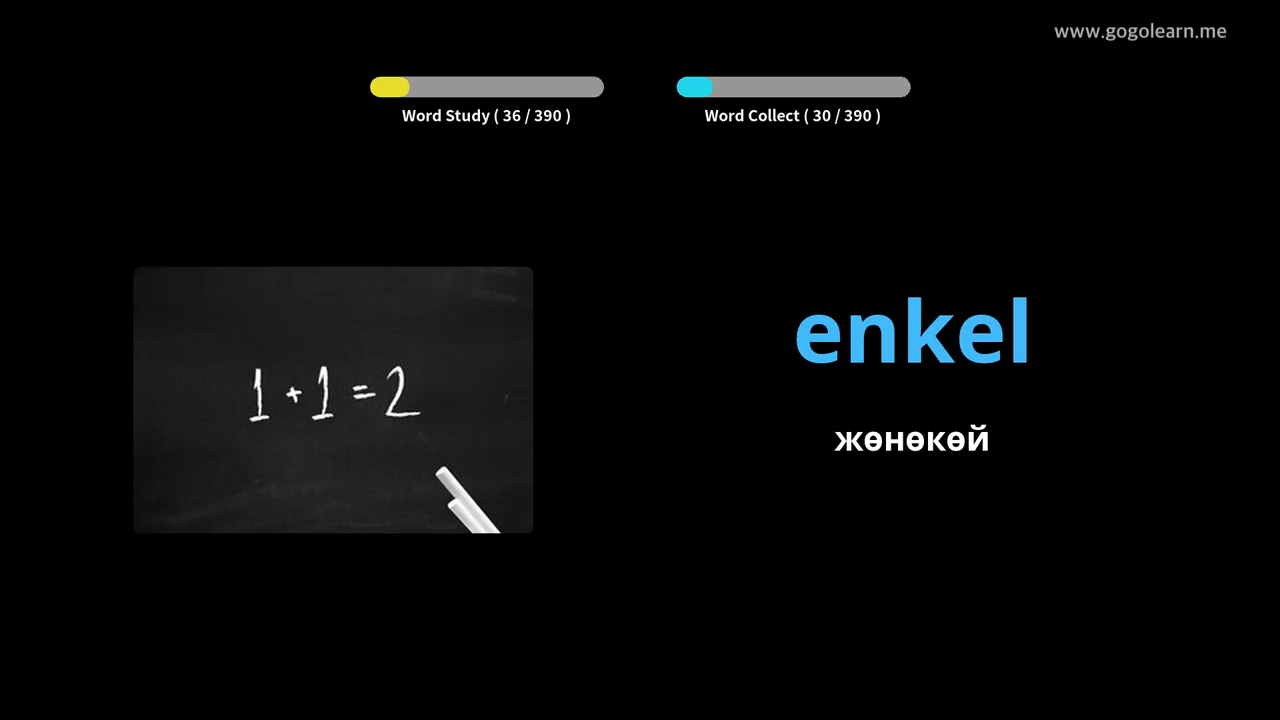 www.gogolearn.me
Word Study ( 36 / 390 )
Word Collect ( 30 / 390 )
1 + 1 = 2
enkel
жөнөкөй